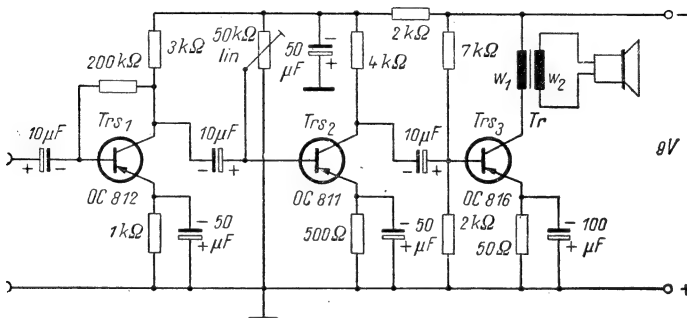 200kΩ
3kΩ
50kΩ
lin
50
μF
− +
4kΩ
2kΩ
7kΩ
w₁
w₂
Tr
−
10μF
+ −
Trs₁
OC 812
10μF
− +
Trs₂
OC 811
10μF
− +
Trs₃
OC 816
9V
1kΩ
− 50
+ μF
500Ω
− 50
+ μF
2kΩ
50Ω
− 100
+ μF
+